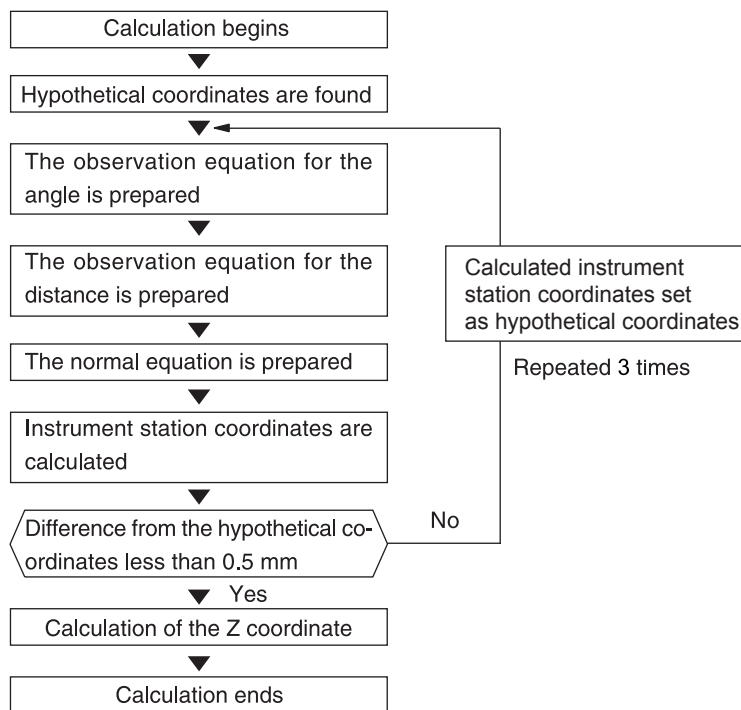 Calculation begins
Hypothetical coordinates are found
The observation equation for the
angle is prepared
The observation equation for the
distance is prepared
The normal equation is prepared
Instrument station coordinates are
calculated
Difference from the hypothetical co-
ordinates less than 0.5 mm
No
Calculated instrument
station coordinates set
as hypothetical coordinates
Repeated 3 times
Yes
Calculation of the Z coordinate
Calculation ends